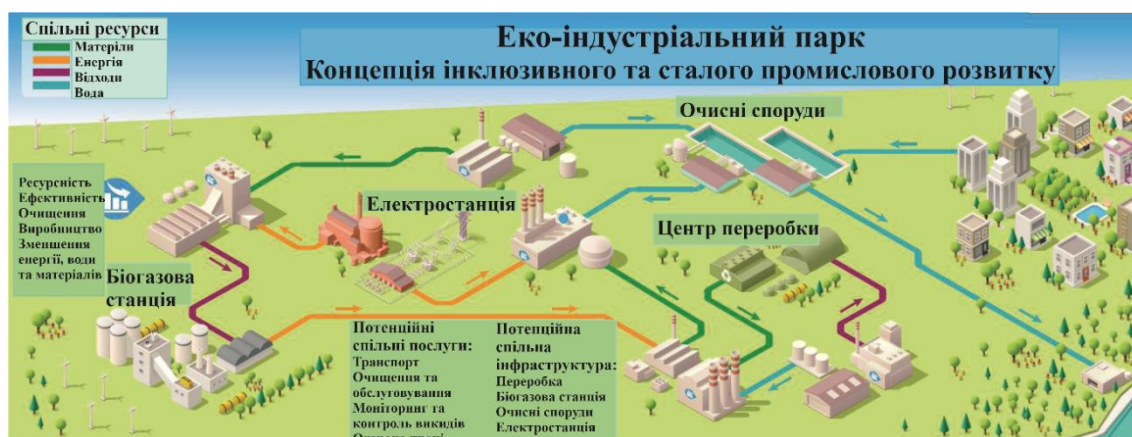 Спільні ресурси
Матеріли
Енергія
Відходи
Вода
Еко-індустріальний парк
Концепція інклюзивного та сталого промислового розвитку
Очисні споруди
Ресурсність
Ефективність
Очищення
Виробництво
Зменшення
енергії, води
та матеріалів
Електростанція
Центр переробки
Біогазова
станція
Потенційні
спільні послуги:
Транспорт
Очищення та
обслуговування
Моніторинг та
контроль викидів
Потенційна
спільна
інфраструктура:
Переробка
Біогазова станція
Очисні споруди
Електростанція